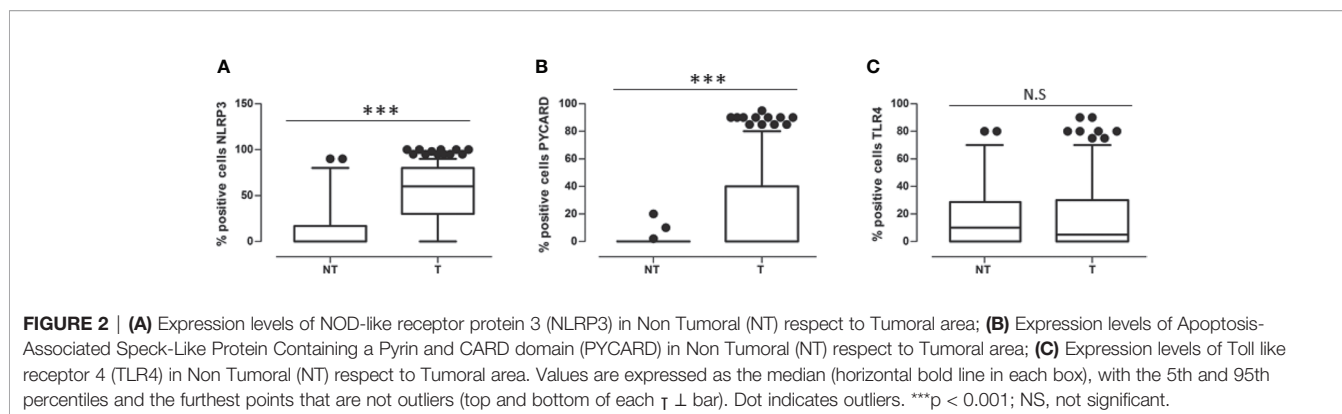 A
B
C
***
***
N.S
% positive cells NLRP3
150
100
50
0
NT
T
% positive cells PYCARD
100
80
60
40
20
0
NT
T
% positive cells TLR4
100
80
60
40
20
0
NT
T
FIGURE 2 | (A) Expression levels of NOD-like receptor protein 3 (NLRP3) in Non Tumoral (NT) respect to Tumoral area; (B) Expression levels of Apoptosis-
Associated Speck-Like Protein Containing a Pyrin and CARD domain (PYCARD) in Non Tumoral (NT) respect to Tumoral area; (C) Expression levels of Toll like
receptor 4 (TLR4) in Non Tumoral (NT) respect to Tumoral area. Values are expressed as the median (horizontal bold line in each box), with the 5th and 95th
percentiles and the furthest points that are not outliers (top and bottom of each ┬ ┴ bar). Dot indicates outliers. ***p < 0.001; NS, not significant.